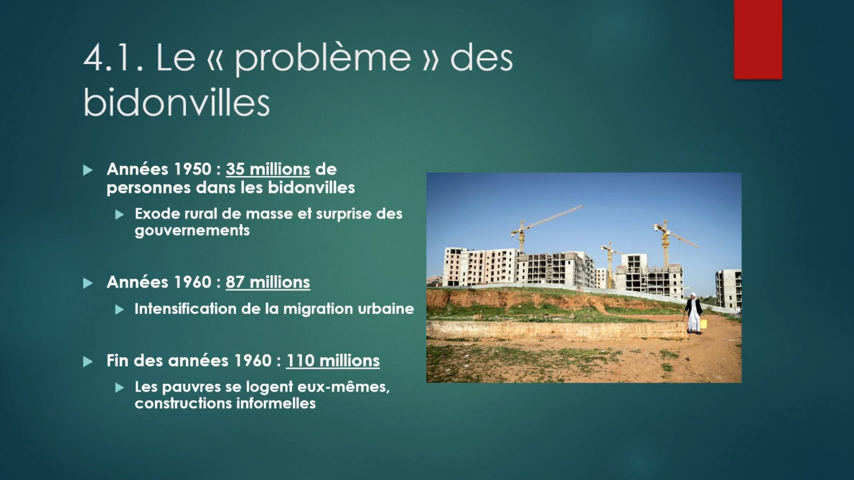 4.1. Le « problème » des
bidonvilles
Années 1950 : 35 millions de
personnes dans les bidonvilles
Exode rural de masse et surprise des
gouvernements
Années 1960 : 87 millions
Intensification de la migration urbaine
Fin des années 1960 : 110 millions
Les pauvres se logent eux-mêmes,
constructions informelles